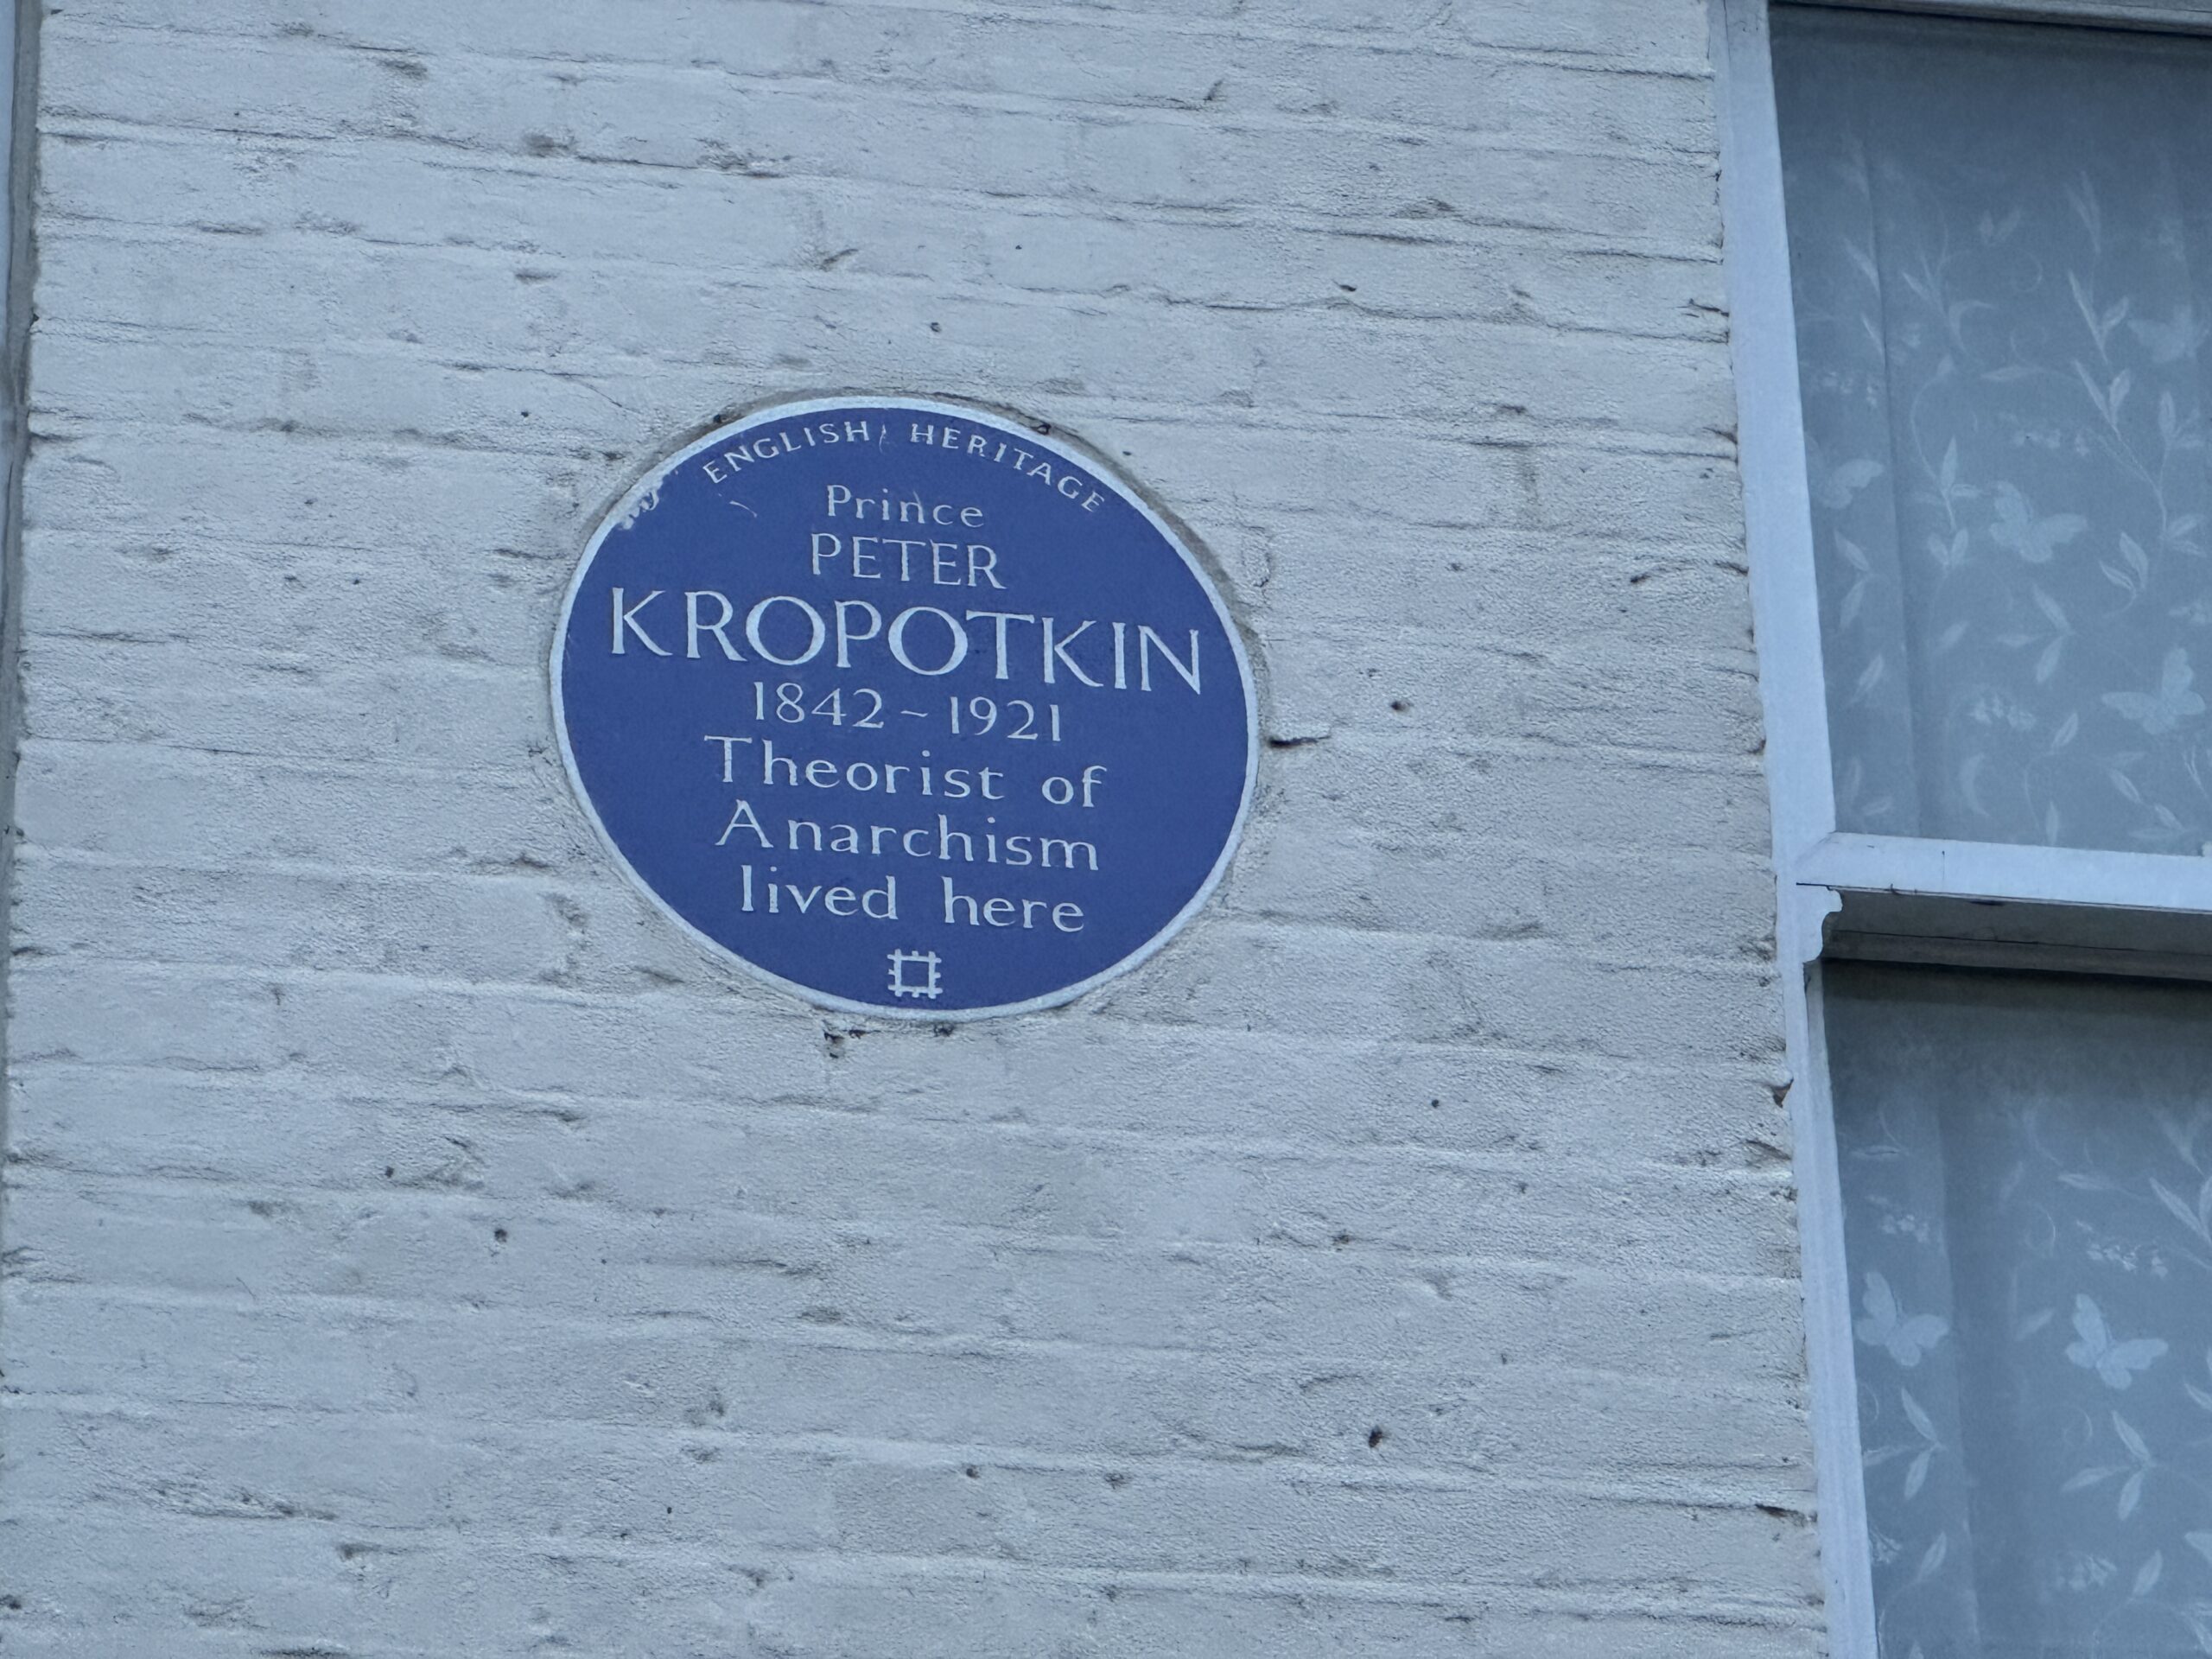 ENGLISH HERITAGE
Prince
PETER
KROPOTKIN
1842~1921
Theorist of
Anarchism
lived here